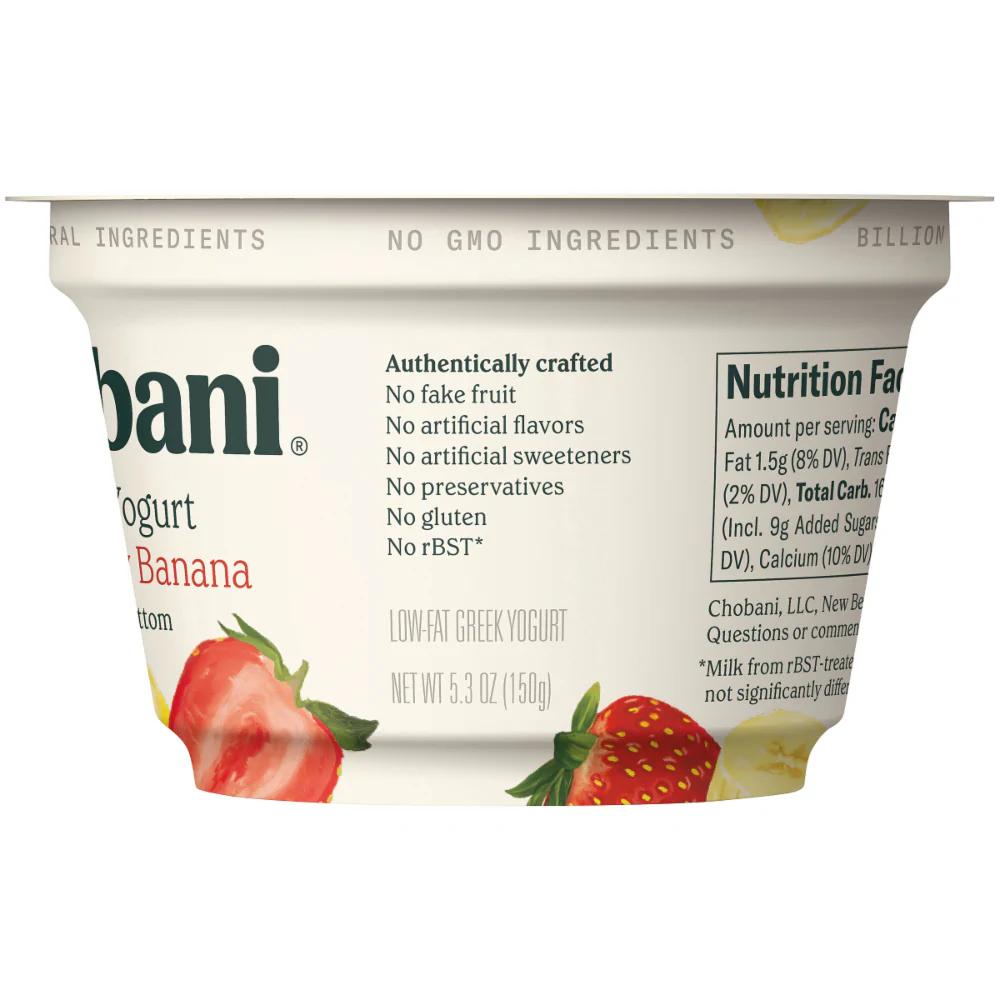 RAL INGREDIENTS
NO GMO INGREDIENTS
BILLION
bani®
Yogurt
Banana
ttom
Authentically crafted
No fake fruit
No artificial flavors
No artificial sweeteners
No preservatives
No gluten
No rBST*
LOW-FAT GREEK YOGURT
NET WT 5.3 OZ (150g)
Nutrition Fac
Amount per serving: Ca
Fat 1.5g (8% DV), Trans F
(2% DV), Total Carb. 16
(Incl. 9g Added Sugar
DV), Calcium (10% DV
Chobani, LLC, New Be
Questions or commen
*Milk from rBST-treate
not significantly differ